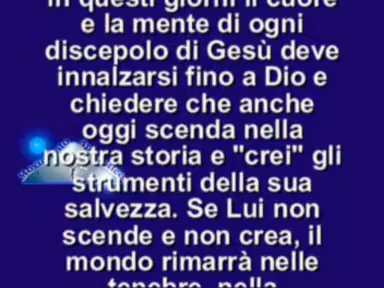 In questi giorni il cuore
e la mente di ogni
discepolo di Gesù deve
innalzarsi fino a Dio e
chiedere che anche
oggi scenda nella
nostra storia e "crei" gli
strumenti della sua
salvezza. Se Lui non
scende e non crea, il
mondo rimarrà nelle
tenebre, nella